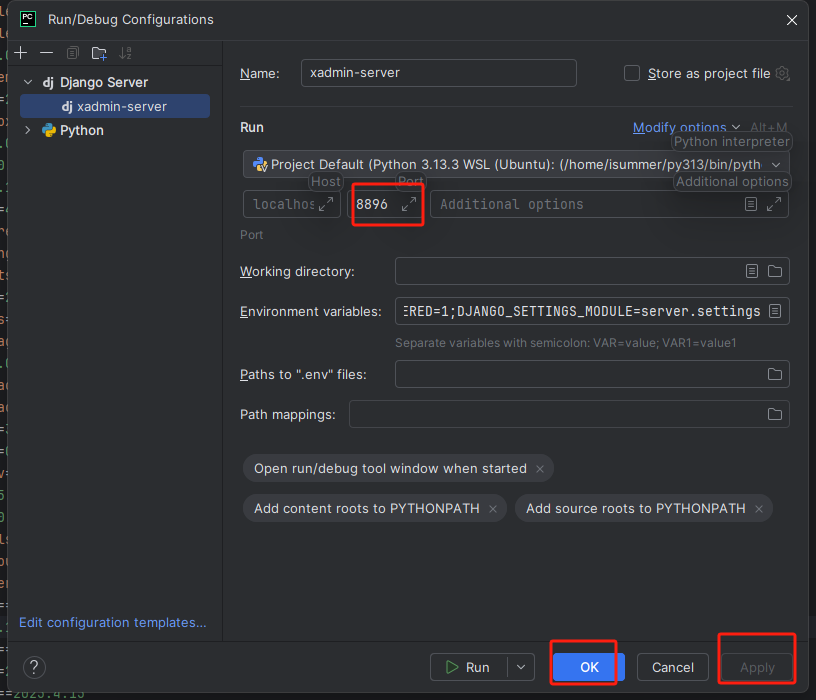 PC
Run/Debug Configurations
Name:
xadmin-server
Store as project file
dj Django Server
dj xadmin-server
Python
Run
Modify options
Alt+M
Python interpreter
Project Default (Python 3.13.3 WSL (Ubuntu): (/home/isummer/py313/bin/pyth
Host
Port
Additional options
localhos
8896
Additional options
Port
Working directory:
Environment variables:
ERED=1;DJANGO_SETTINGS_MODULE=server.settings
Separate variables with semicolon: VAR=value; VAR1=value1
Paths to ".env" files:
Path mappings:
Open run/debug tool window when started ×
Add content roots to PYTHONPATH ×
Add source roots to PYTHONPATH ×
Edit configuration templates...
?
Run
OK
Cancel
Apply